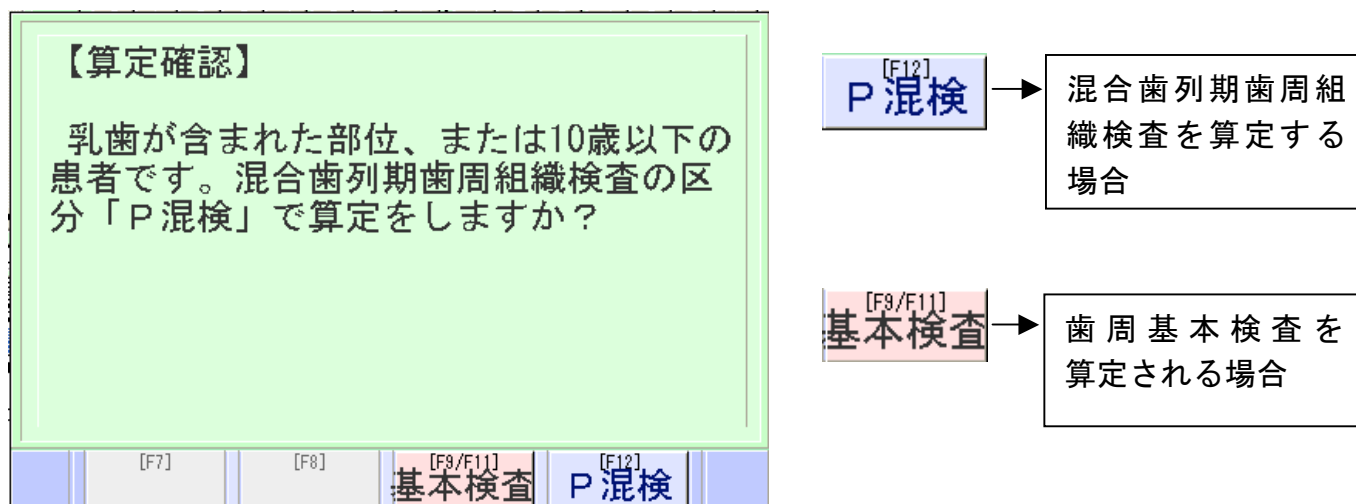 【算定確認】
乳歯が含まれた部位、または10歳以下の
患者です。混合歯列期歯周組織検査の区
分「P混検」で算定をしますか？
[F7]
[F8]
[F9/F11]
基本検査
[F12]
P混検
[F12]
P混検
混合歯列期歯周組
織検査を算定する
場合
[F9/F11]
基本検査
歯周基本検査を
算定される場合